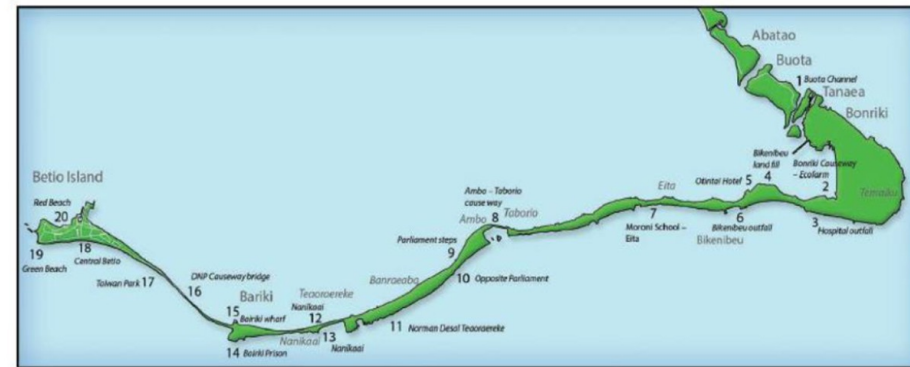 Abatao
Buota
1 Buota Channel
Tanaea
Bonriki
Bikenibeu
land fill
Bonriki Causeway
– Ecofarm
Otintai Hotel 5 4
2
Temaiku
Betio Island
Red Beach
20
Ambo – Taborio
cause way
8
Ambo
Taborio
Eita
7
Moroni School –
Eita
6
Bikenibeu outfall
Bikenibeu
3
Hospital outfall
19
Green Beach
18
Central Betio
Taiwan Park 17
DNP Causeway bridge
16
Parliament steps
9
10 Opposite Parliament
Banraeaba
11 Norman Desal Teaoraereke
Bariki
15
Bairiki wharf
14 Bairki Prison
Teaoraereke
Nanikaai
12
Nanikaai
13
Nanikaai